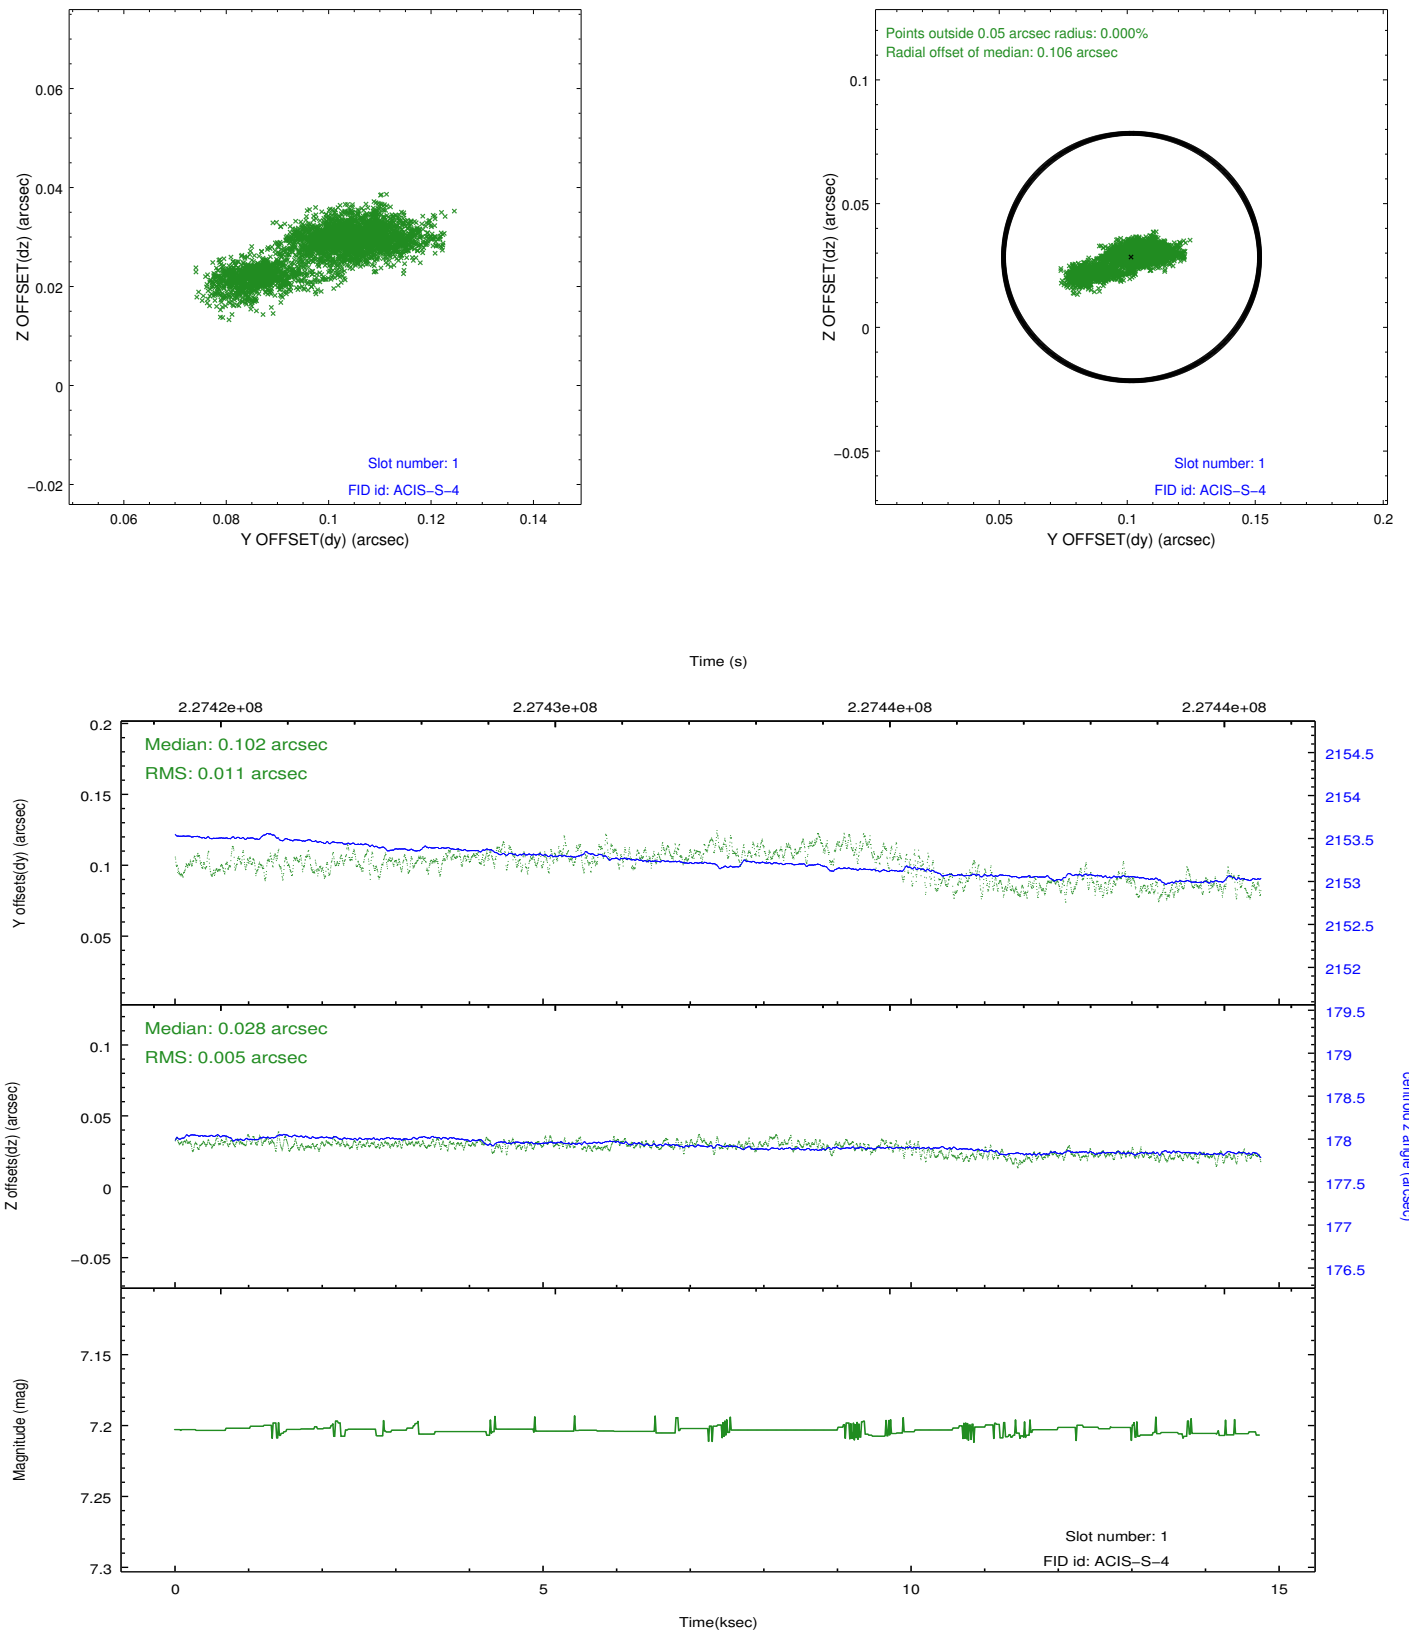 0.06
0.04
0.02
0
−0.02
Z OFFSET(dz) (arcsec)
Slot number: 1
FID id: ACIS−S−4
0.06 0.08 0.1 0.12 0.14
Y OFFSET(dy) (arcsec)
Points outside 0.05 arcsec radius: 0.000%
Radial offset of median: 0.106 arcsec
0.1
0.05
0
−0.05
Z OFFSET(dz) (arcsec)
Slot number: 1
FID id: ACIS−S−4
0.05 0.1 0.15 0.2
Y OFFSET(dy) (arcsec)
Time (s)
2.2742e+08 2.2743e+08 2.2744e+08 2.2744e+08
Median: 0.102 arcsec
RMS: 0.011 arcsec
0.2
0.15
0.1
0.05
Y offsets(dy) (arcsec)
2154.5
2154
2153.5
2153
2152.5
2152
Median: 0.028 arcsec
RMS: 0.005 arcsec
0.1
0.05
0
−0.05
Z offsets(dz) (arcsec)
179.5
179
178.5
178
177.5
177
176.5
centroid z angle (arcsec)
7.15
7.2
7.25
7.3
Magnitude (mag)
Slot number: 1
FID id: ACIS−S−4
0 5 10 15
Time(ksec)